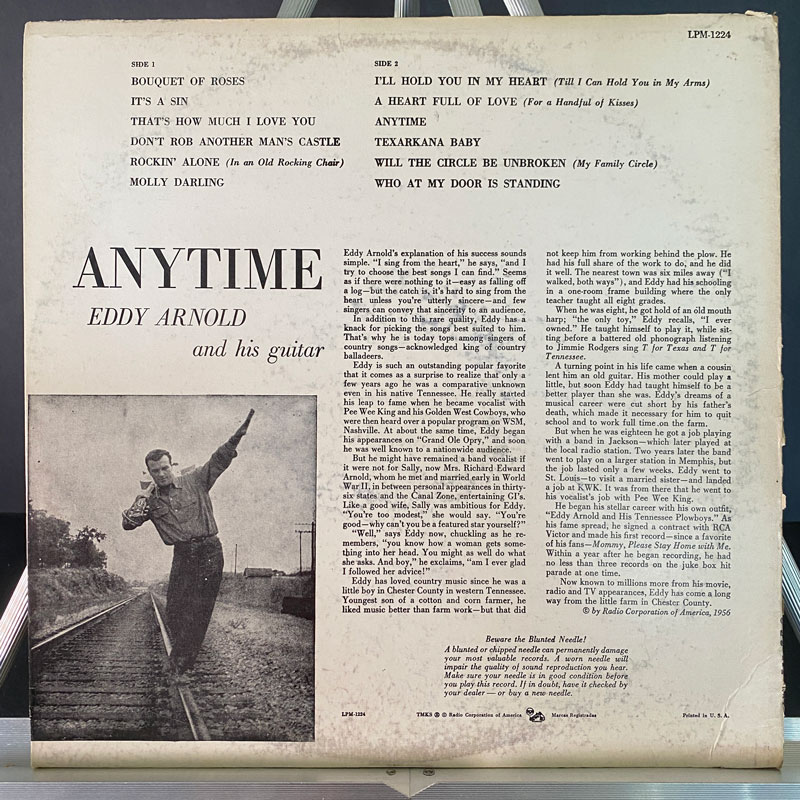 LPM-1224
SIDE 1
BOUQUET OF ROSES
IT'S A SIN
THAT'S HOW MUCH I LOVE YOU
DON'T ROB ANOTHER MAN'S CASTLE
ROCKIN' ALONE (In an Old Rocking Chair)
MOLLY DARLING
SIDE 2
I'LL HOLD YOU IN MY HEART (Till I Can Hold You in My Arms)
A HEART FULL OF LOVE (For a Handful of Kisses)
ANYTIME
TEXARKANA BABY
WILL THE CIRCLE BE UNBROKEN (My Family Circle)
WHO AT MY DOOR IS STANDING
ANYTIME
EDDY ARNOLD
and his guitar
Eddy Arnold's explanation of his success sounds
simple. "I sing from the heart," he says, "and I
try to choose the best songs I can find." Seems
as if there were nothing to it—easy as falling off
a log—but the catch is, it's hard to sing from the
heart unless you're utterly sincere—and few
singers can convey that sincerity to an audience.
In addition to this rare quality, Eddy has a
knack for picking the songs best suited to him.
That's why he is today tops among singers of
country songs—acknowledged king of country
balladeers.
Eddy is such an outstanding popular favorite
that it comes as a surprise to realize that only a
few years ago he was a comparative unknown
even in his native Tennessee. He really started
his leap to fame when he became vocalist with
Pee Wee King and his Golden West Cowboys, who
were then heard over a popular program on WSM,
Nashville. At about the same time, Eddy began
his appearances on "Grand Ole Opry," and soon
he was well known to a nationwide audience.
But he might have remained a band vocalist if
it were not for Sally, now Mrs. Richard Edward
Arnold, whom he met and married early in World
War II, in between personal appearances in thirty-
six states and the Canal Zone, entertaining GI's.
Like a good wife, Sally was ambitious for Eddy.
"You're too modest," she would say. "You're
good—why can't you be a featured star yourself?"
"Well," says Eddy now, chuckling as he re-
members, "you know how a woman gets some-
thing into her head. You might as well do what
she asks. And boy," he exclaims, "am I ever glad
I followed her advice!"
Eddy has loved country music since he was a
little boy in Chester County in western Tennessee.
Youngest son of a cotton and corn farmer, he
liked music better than farm work—but that did
not keep him from working behind the plow. He
had his full share of the work to do, and he did
it well. The nearest town was six miles away ("I
walked, both ways"), and Eddy had his schooling
in a one-room frame building where the only
teacher taught all eight grades.
When he was eight, he got hold of an old mouth
harp; "the only toy," Eddy recalls, "I ever
owned." He taught himself to play it, while sit-
ting before a battered old phonograph listening
to Jimmie Rodgers sing T for Texas and T for
Tennessee.
A turning point in his life came when a cousin
lent him an old guitar. His mother could play a
little, but soon Eddy had taught himself to be a
better player than she was. Eddy's dreams of a
musical career were cut short by his father's
death, which made it necessary for him to quit
school and to work full time on the farm.
But when he was eighteen he got a job playing
with a band in Jackson—which later played at
the local radio station. Two years later the band
went to play on a larger station in Memphis, but
the job lasted only a few weeks. Eddy went to
St. Louis—to visit a married sister—and landed
a job at KWK. It was from there that he went to
his vocalist's job with Pee Wee King.
He began his stellar career with his own outfit,
"Eddy Arnold and His Tennessee Plowboys." As
his fame spread, he signed a contract with RCA
Victor and made his first record—since a favorite
of his fans—Mommy, Please Stay Home with Me.
Within a year after he began recording, he had
no less than three records on the juke box hit
parade at one time.
Now known to millions more from his movie,
radio and TV appearances, Eddy has come a long
way from the little farm in Chester County.
© by Radio Corporation of America, 1956
Beware the Blunted Needle!
A blunted or chipped needle can permanently damage
your most valuable records. A worn needle will
impair the quality of sound reproduction you hear.
Make sure your needle is in good condition before
you play this record. If in doubt, have it checked by
your dealer—or buy a new needle.
LPM-1224
TMKS ® © Radio Corporation of America
Marcas Registradas
Printed in U. S. A.